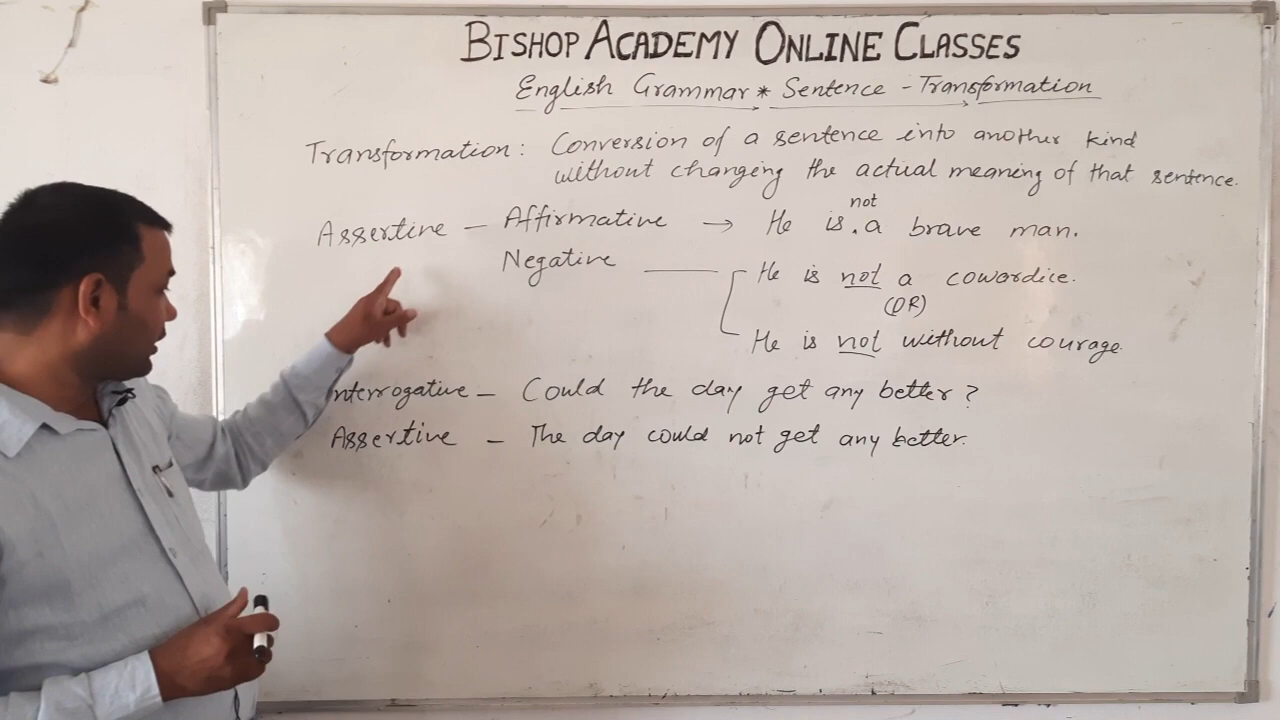 BISHOP ACADEMY ONLINE CLASSES
English Grammar * Sentence - Transformation
Transformation : Conversion of a sentence into another kind
without changing the actual meaning of that sentence.
not
Assertive - Affirmative → He is . a brave man.
Negative - He is not a cowardice.
(OR)
He is not without courage.
nterrogative - Could the day get any better ?
Assertive - The day could not get any better.